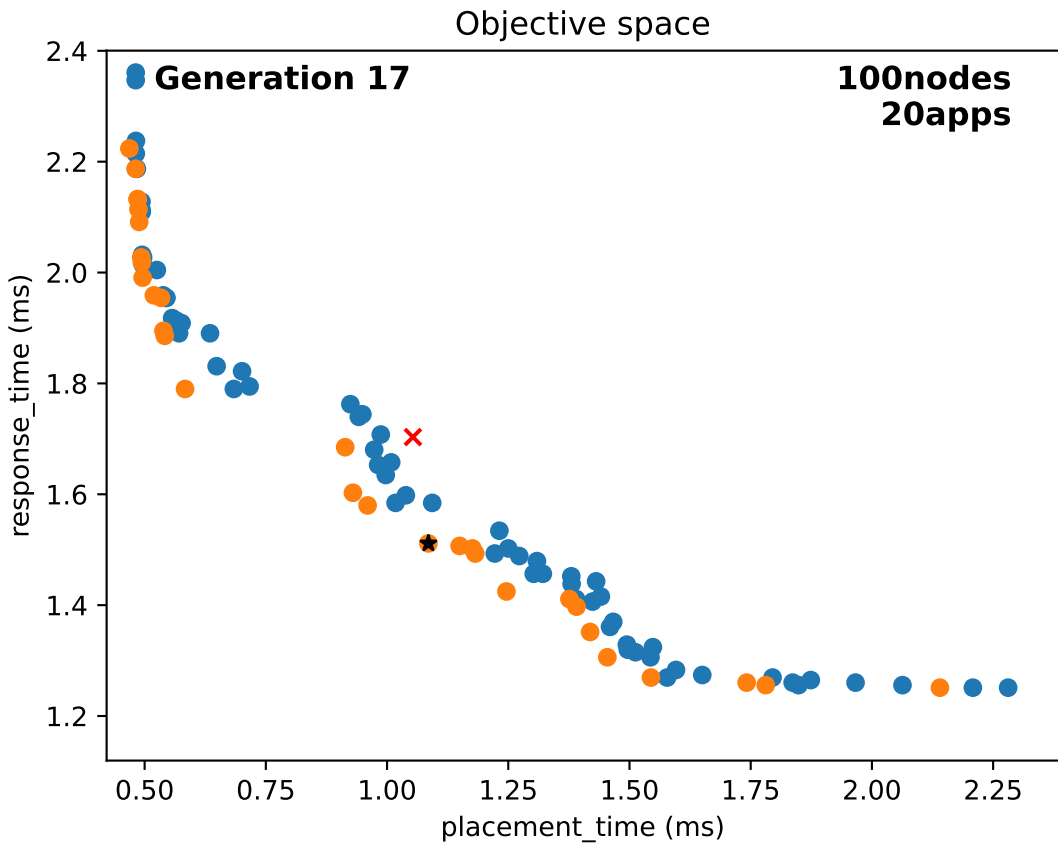 Objective space
Generation 17
100nodes
20apps
response_time (ms)
2.4
2.2
2.0
1.8
1.6
1.4
1.2
0.50 0.75 1.00 1.25 1.50 1.75 2.00 2.25
placement_time (ms)